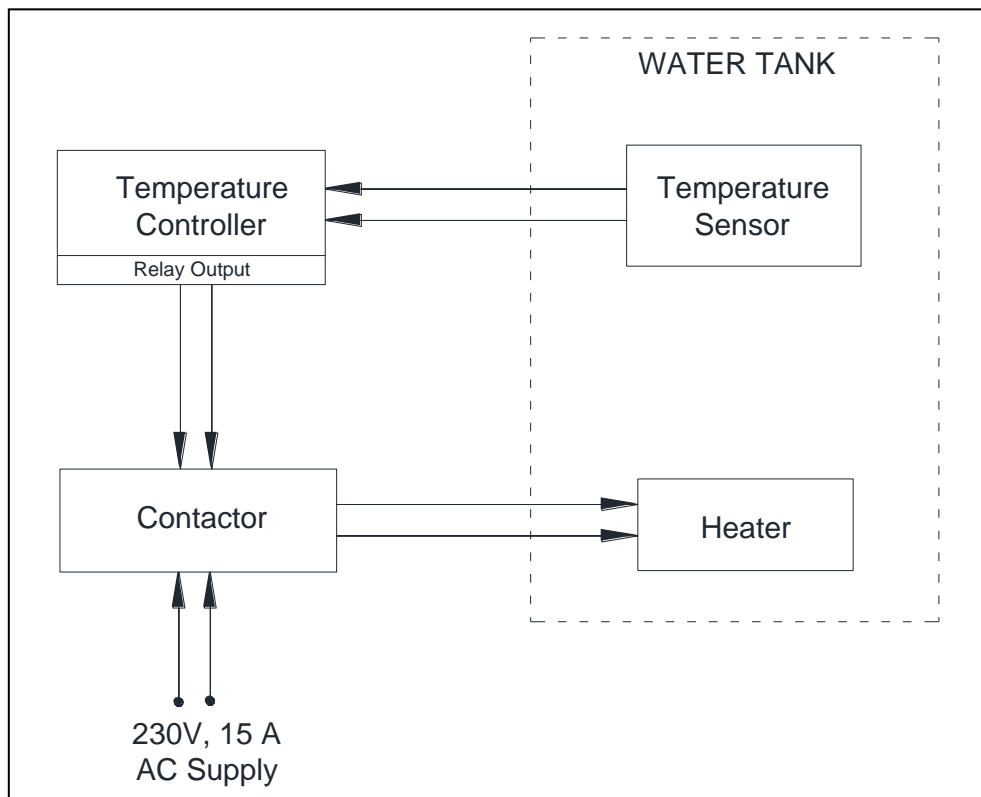 WATER TANK
Temperature
Controller
Relay Output
Temperature
Sensor
Contactor
Heater
230V, 15 A
AC Supply